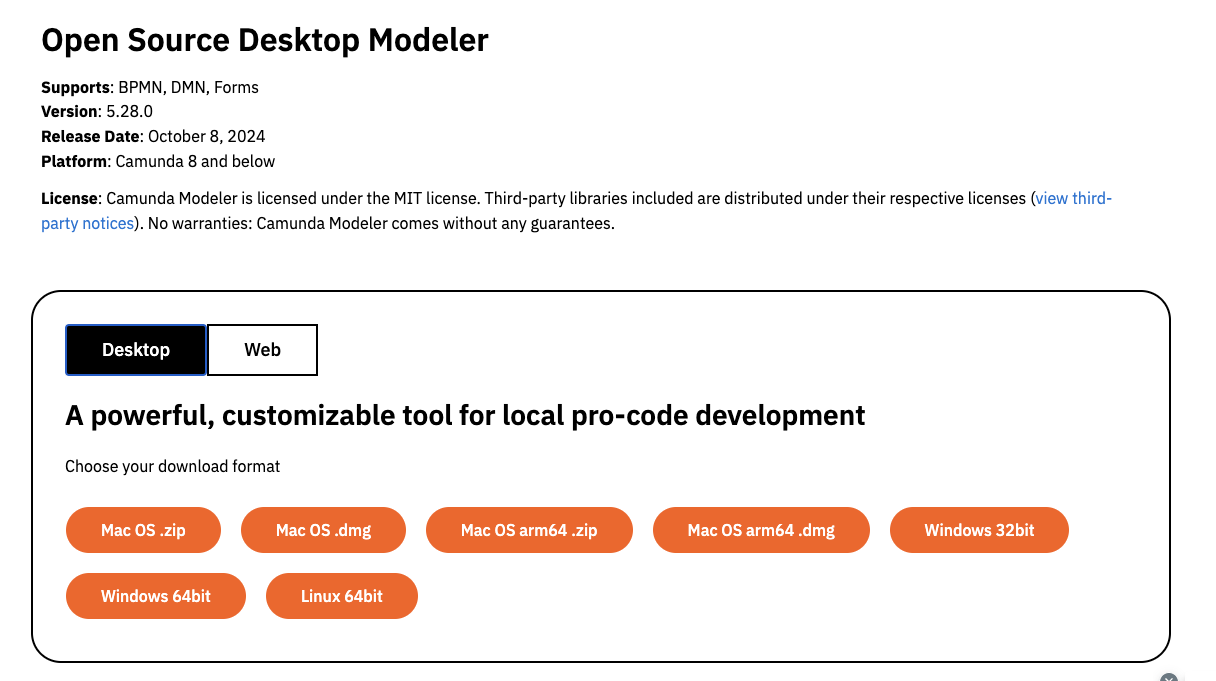 Open Source Desktop Modeler
Supports: BPMN, DMN, Forms
Version: 5.28.0
Release Date: October 8, 2024
Platform: Camunda 8 and below
License: Camunda Modeler is licensed under the MIT license. Third-party libraries included are distributed under their respective licenses (view third-
party notices). No warranties: Camunda Modeler comes without any guarantees.
Desktop Web
A powerful, customizable tool for local pro-code development
Choose your download format
Mac OS .zip Mac OS .dmg Mac OS arm64 .zip Mac OS arm64 .dmg Windows 32bit
Windows 64bit Linux 64bit